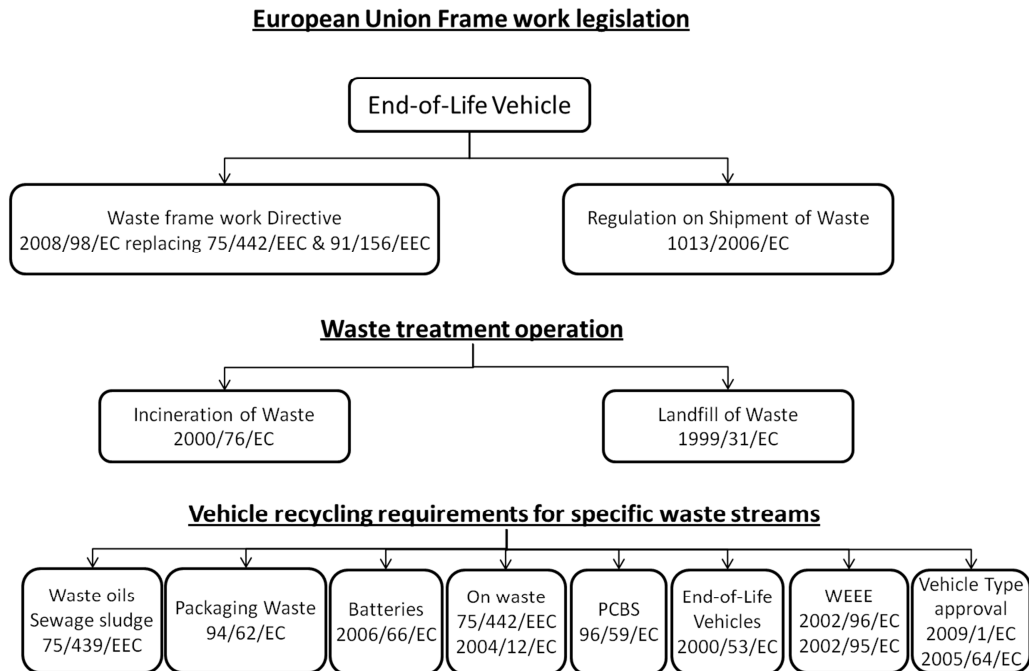 European Union Frame work legislation
End-of-Life Vehicle
Waste frame work Directive
2008/98/EC replacing 75/442/EEC & 91/156/EEC
Regulation on Shipment of Waste
1013/2006/EC
Waste treatment operation
Incineration of Waste
2000/76/EC
Landfill of Waste
1999/31/EC
Vehicle recycling requirements for specific waste streams
Waste oils
Sewage sludge
75/439/EEC
Packaging Waste
94/62/EC
Batteries
2006/66/EC
On waste
75/442/EEC
2004/12/EC
PCBS
96/59/EC
End-of-Life
Vehicles
2000/53/EC
WEEE
2002/96/EC
2002/95/EC
Vehicle Type
approval
2009/1/EC
2005/64/EC